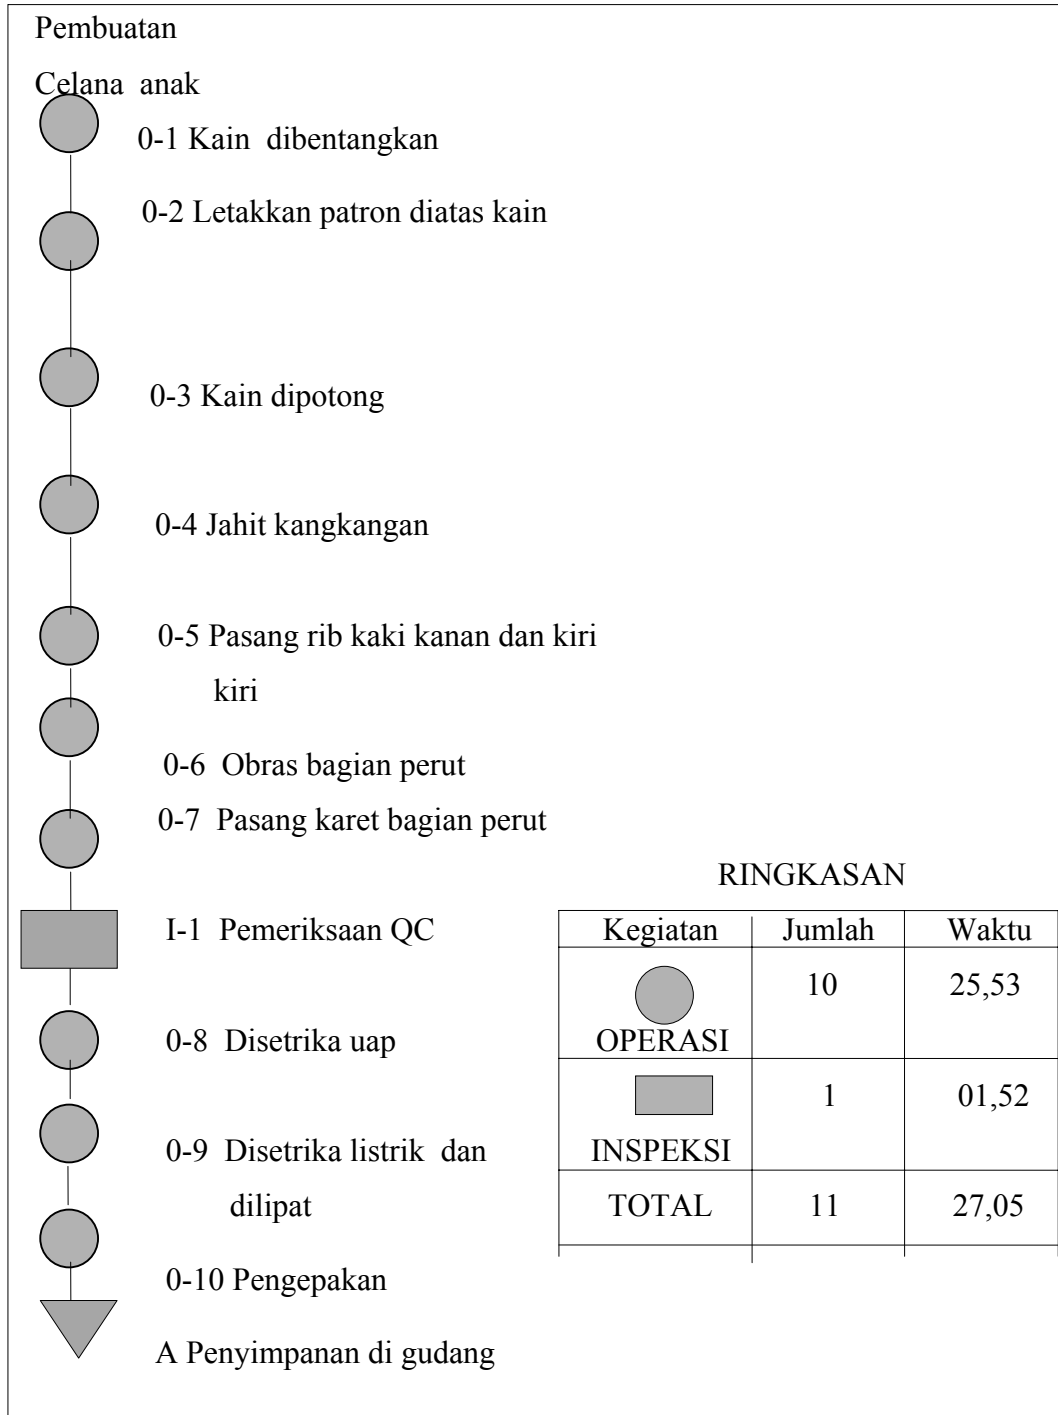 Pembuatan
Celana anak
0-1 Kain dibentangkan
0-2 Letakkan patron diatas kain
0-3 Kain dipotong
0-4 Jahit kangkangan
0-5 Pasang rib kaki kanan dan kiri
kiri
0-6 Obras bagian perut
0-7 Pasang karet bagian perut
I-1 Pemeriksaan QC
0-8 Disetrika uap
0-9 Disetrika listrik dan
dilipat
0-10 Pengepakan
A Penyimpanan di gudang
RINGKASAN
Kegiatan Jumlah Waktu
10 25,53
OPERASI
1 01,52
INSPEKSI
TOTAL 11 27,05